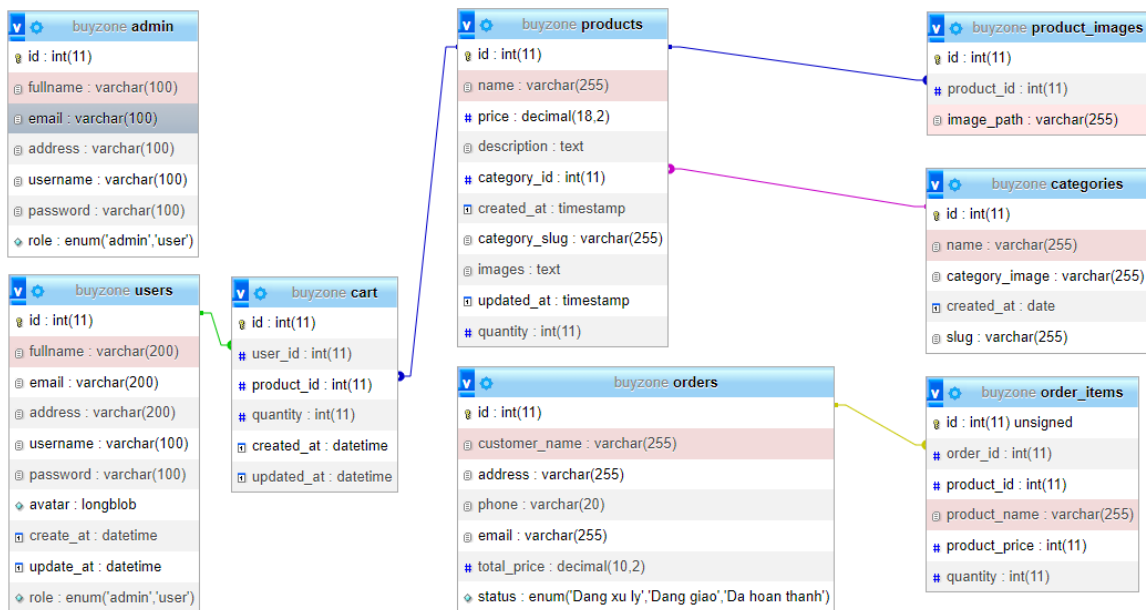 buyzone admin
id : int(11)
fullname : varchar(100)
email : varchar(100)
address : varchar(100)
username : varchar(100)
password : varchar(100)
role : enum('admin','user')
buyzone users
id : int(11)
fullname : varchar(200)
email : varchar(200)
address : varchar(200)
username : varchar(100)
password : varchar(100)
avatar : longblob
create_at : datetime
update_at : datetime
role : enum('admin','user')
buyzone cart
id : int(11)
user_id : int(11)
product_id : int(11)
quantity : int(11)
created_at : datetime
updated_at : datetime
buyzone products
id : int(11)
name : varchar(255)
price : decimal(18,2)
description : text
category_id : int(11)
created_at : timestamp
category_slug : varchar(255)
images : text
updated_at : timestamp
quantity : int(11)
buyzone orders
id : int(11)
customer_name : varchar(255)
address : varchar(255)
phone : varchar(20)
email : varchar(255)
total_price : decimal(10,2)
status : enum('Dang xu ly','Dang giao','Da hoan thanh')
buyzone product_images
id : int(11)
product_id : int(11)
image_path : varchar(255)
buyzone categories
id : int(11)
name : varchar(255)
category_image : varchar(255)
created_at : date
slug : varchar(255)
buyzone order_items
id : int(11) unsigned
order_id : int(11)
product_id : int(11)
product_name : varchar(255)
product_price : int(11)
quantity : int(11)